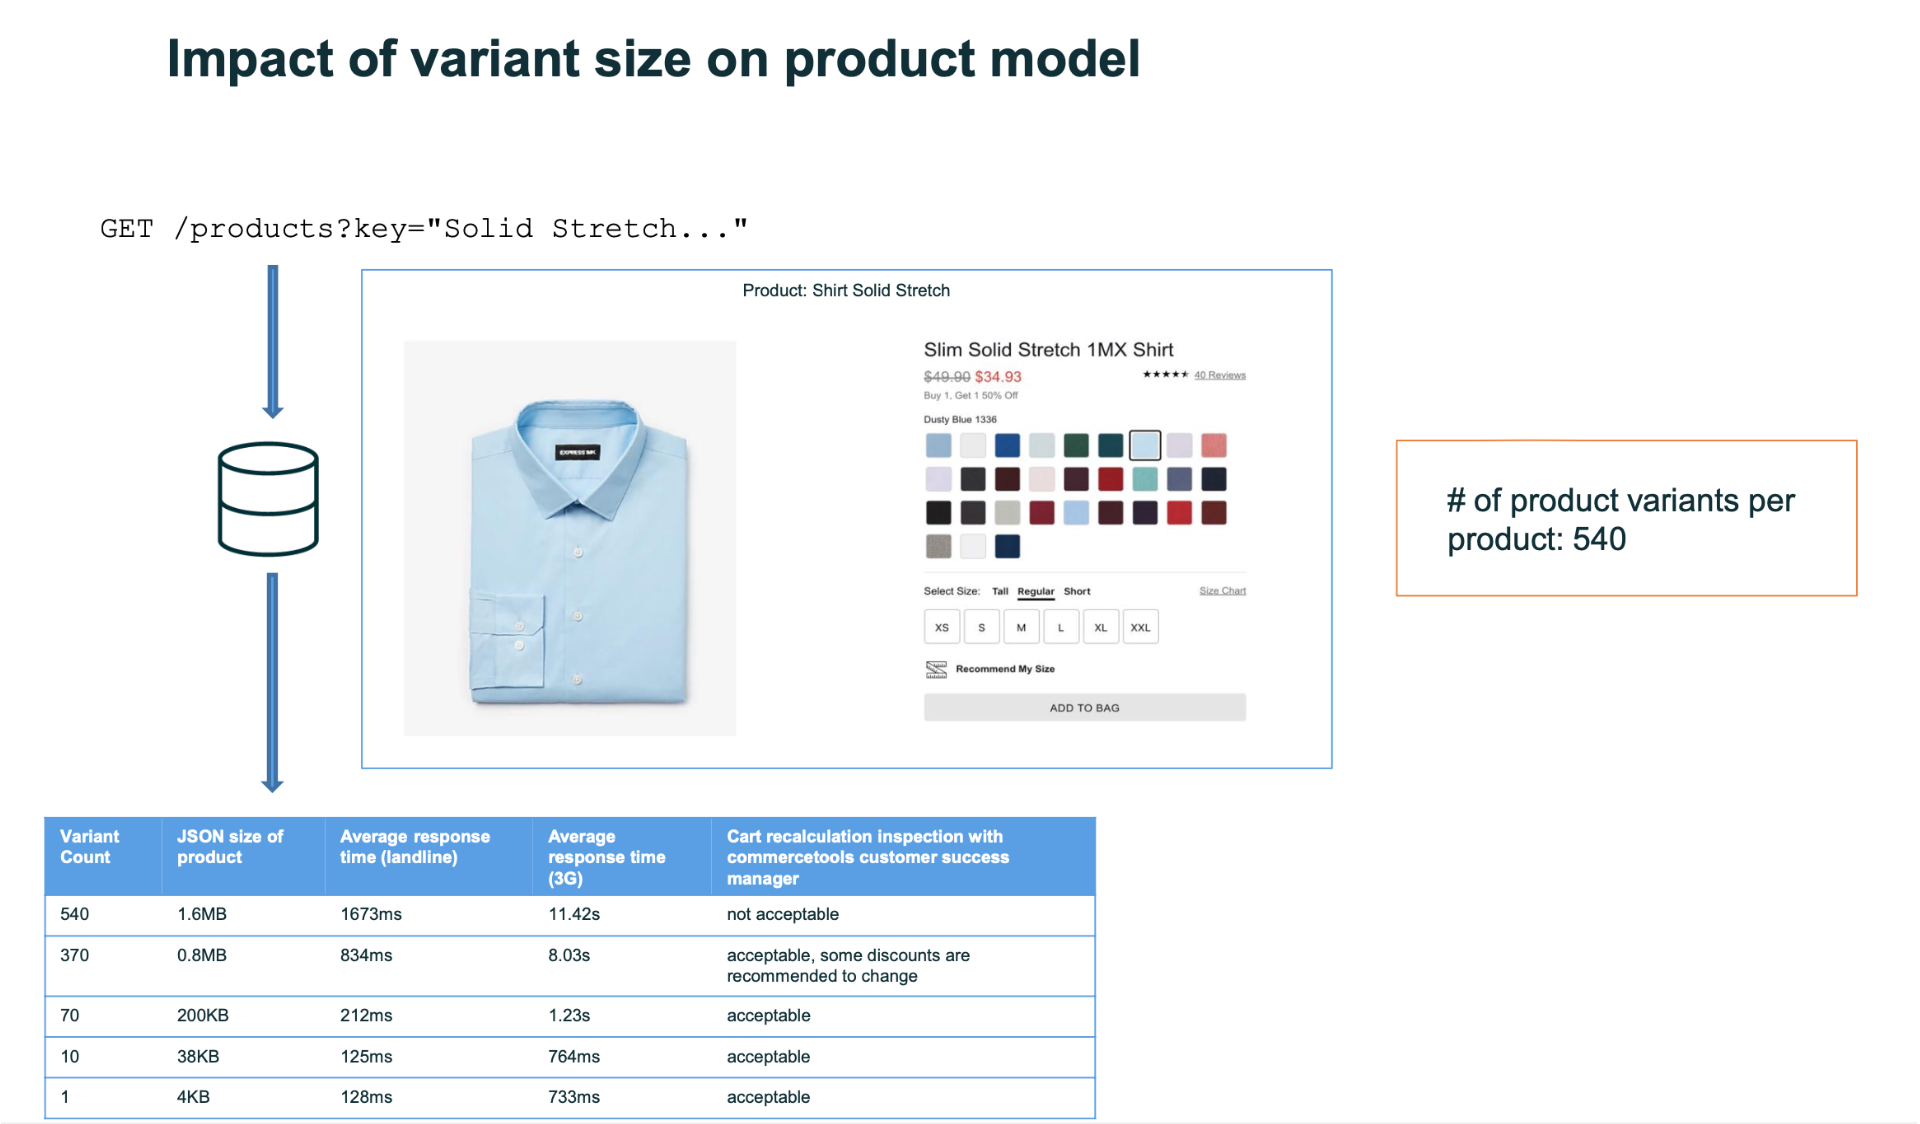 Impact of variant size on product model
GET /products?key="Solid Stretch..."
Product: Shirt Solid Stretch
EXPRESS MK
Slim Solid Stretch 1MX Shirt
$49.90 $34.93
40 Reviews
Buy 1, Get 1 50% Off
Dusty Blue 1336
Select Size: Tall Regular Short
Size Chart
XS S M L XL XXL
Recommend My Size
ADD TO BAG
# of product variants per
product: 540
Variant
Count
JSON size of
product
Average response
time (landline)
Average
response time
(3G)
Cart recalculation inspection with
commercetools customer success
manager
540 1.6MB 1673ms 11.42s not acceptable
370 0.8MB 834ms 8.03s acceptable, some discounts are
recommended to change
70 200KB 212ms 1.23s acceptable
10 38KB 125ms 764ms acceptable
1 4KB 128ms 733ms acceptable